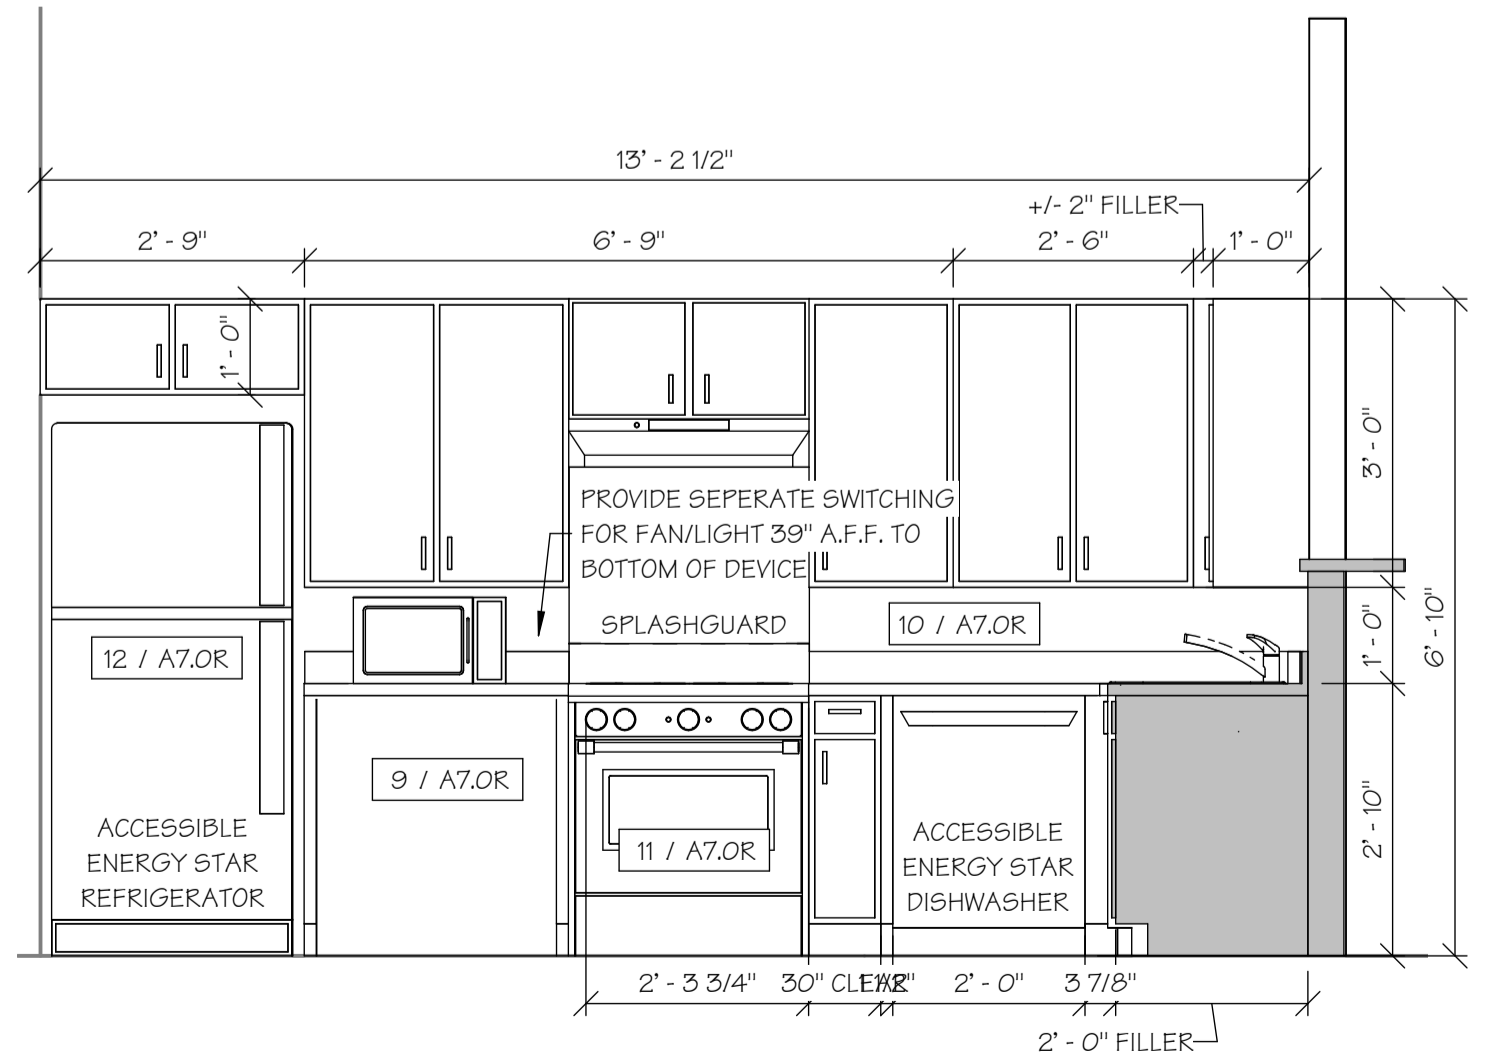 13' - 2 1/2"
+/- 2" FILLER
2' - 9"
6' - 9"
2' - 6"
1' - 0"
1' - 0"
3' - 0"
PROVIDE SEPERATE SWITCHING
FOR FAN/LIGHT 39" A.F.F. TO
BOTTOM OF DEVICE
SPLASHGUARD
10 / A7.0R
12 / A7.0R
1' - 0"
6' - 10"
9 / A7.0R
11 / A7.0R
2' - 10"
ACCESSIBLE
ENERGY STAR
REFRIGERATOR
ACCESSIBLE
ENERGY STAR
DISHWASHER
2' - 3 3/4"
30" CLEAR
2' - 0"
3 7/8"
2' - 0" FILLER